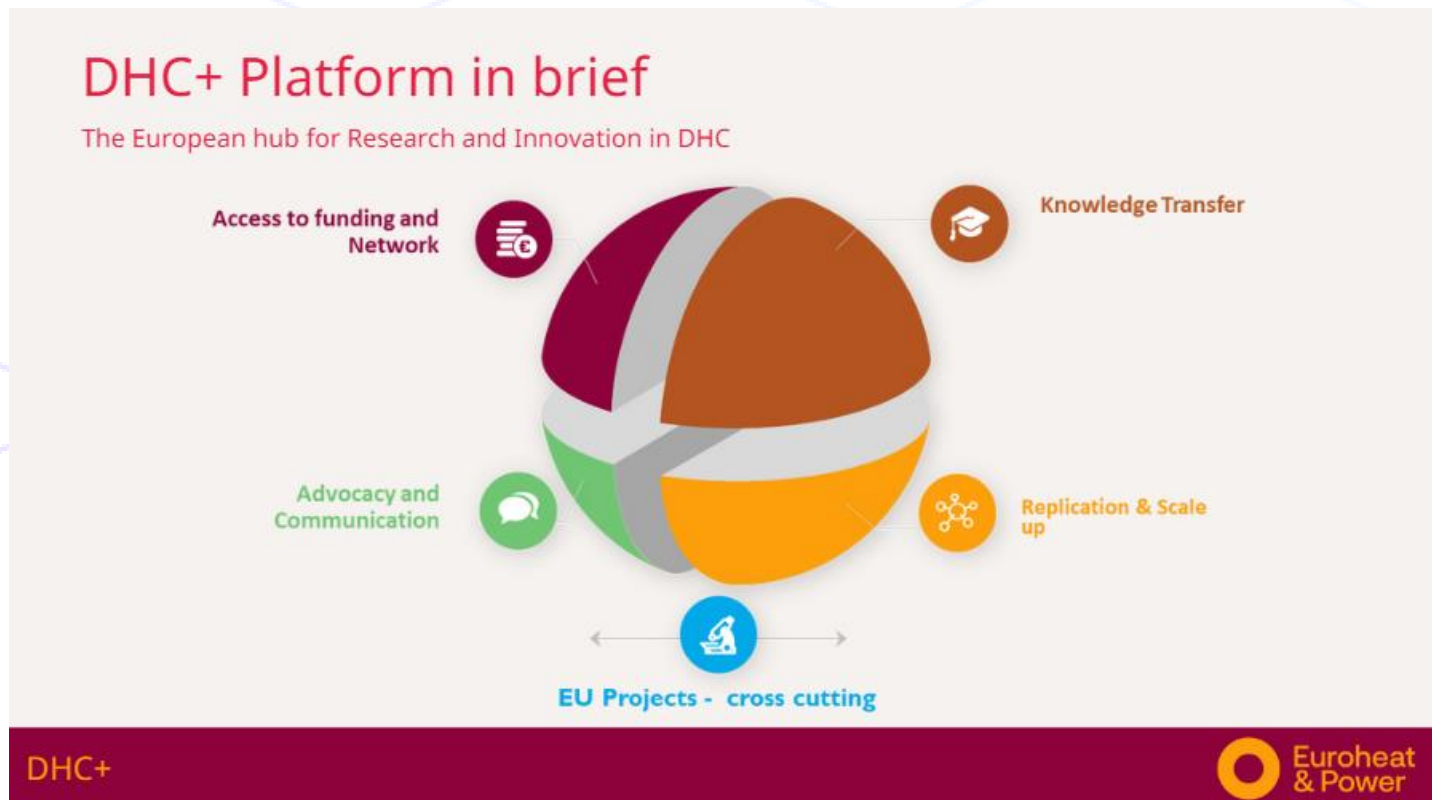 DHC+ Platform in brief
The European hub for Research and Innovation in DHC
Access to funding and
Network
€
Knowledge Transfer
Advocacy and
Communication
Replication & Scale
up
EU Projects - cross cutting
DHC+
Euroheat
& Power